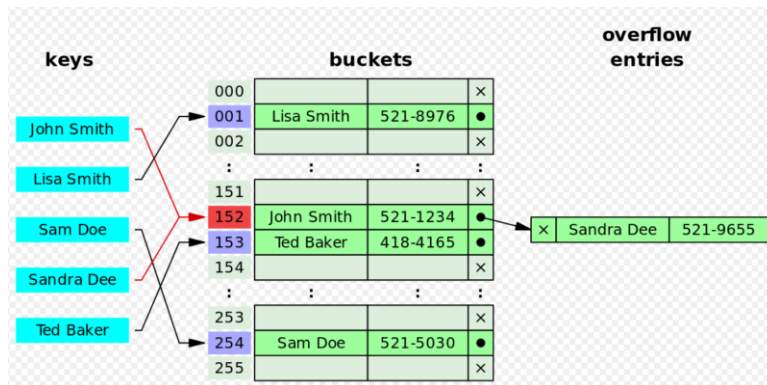 keys
buckets
overflow
entries
000 ×
001 Lisa Smith 521-8976 ●
002 ×
: : : :
151 ×
152 John Smith 521-1234 ●
153 Ted Baker 418-4165 ●
154 ×
: : : :
253 ×
254 Sam Doe 521-5030 ●
255 ×
John Smith
Lisa Smith
Sam Doe
Sandra Dee
Ted Baker
× Sandra Dee 521-9655